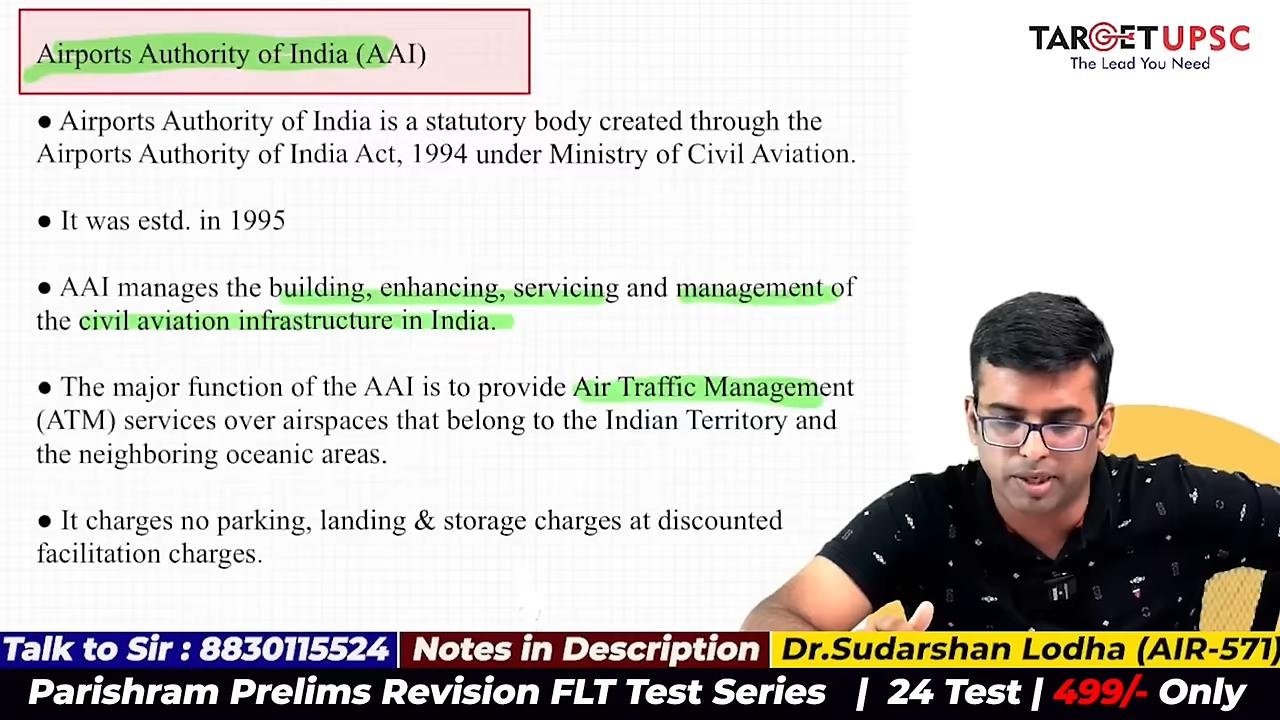 Airports Authority of India (AAI)
TARGET UPSC
The Lead You Need
● Airports Authority of India is a statutory body created through the
Airports Authority of India Act, 1994 under Ministry of Civil Aviation.
● It was estd. in 1995
● AAI manages the building, enhancing, servicing and management of
the civil aviation infrastructure in India.
● The major function of the AAI is to provide Air Traffic Management
(ATM) services over airspaces that belong to the Indian Territory and
the neighboring oceanic areas.
● It charges no parking, landing & storage charges at discounted
facilitation charges.
Talk to Sir : 8830115524 Notes in Description Dr.Sudarshan Lodha (AIR-571)
Parishram Prelims Revision FLT Test Series | 24 Test | 499/- Only